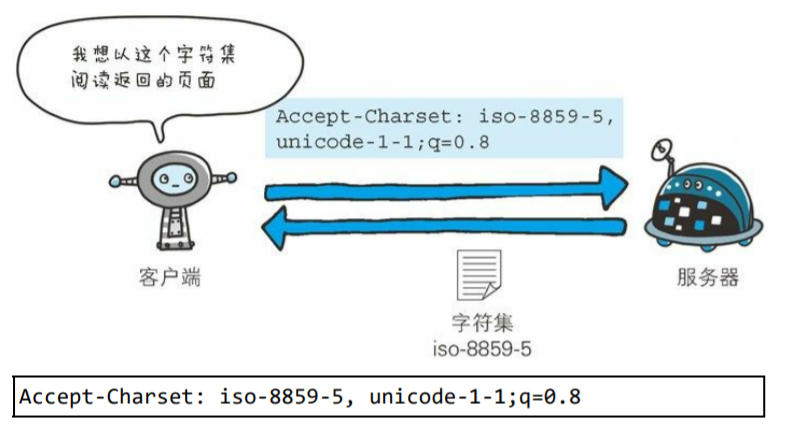 我想以这个字符集
阅读返回的页面
Accept-Charset: iso-8859-5,
unicode-1-1;q=0.8
客户端
服务器
字符集
iso-8859-5
Accept-Charset: iso-8859-5, unicode-1-1;q=0.8